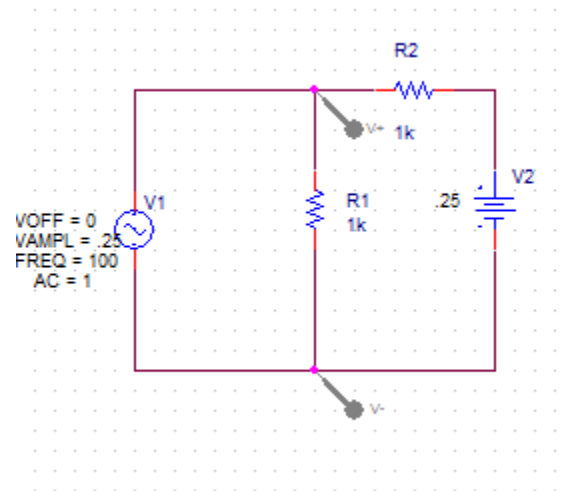 R2
V+
1k
V1
VOFF = 0
VAMPL = .25
FREQ = 100
AC = 1
R1
1k
.25
V2
V-